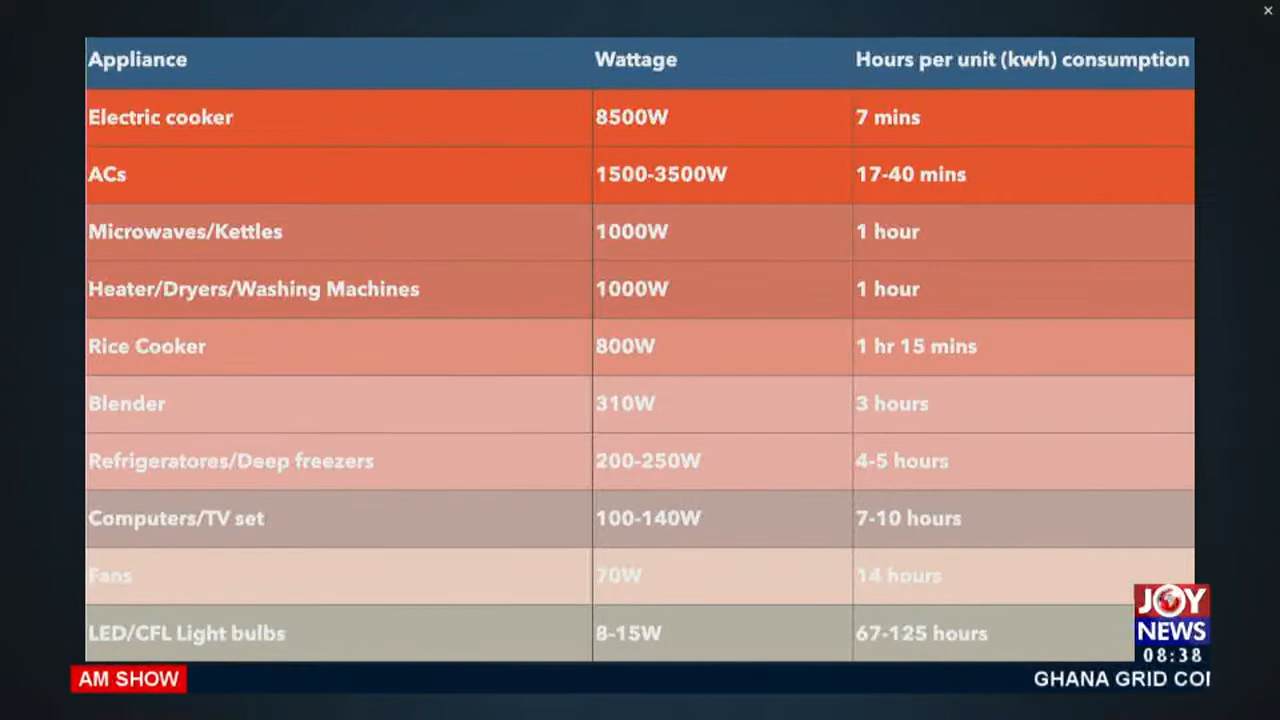 ×
Appliance Wattage Hours per unit (kwh) consumption
Electric cooker 8500W 7 mins
ACs 1500-3500W 17-40 mins
Microwaves/Kettles 1000W 1 hour
Heater/Dryers/Washing Machines 1000W 1 hour
Rice Cooker 800W 1 hr 15 mins
Blender 310W 3 hours
Refrigeratores/Deep freezers 200-250W 4-5 hours
Computers/TV set 100-140W 7-10 hours
Fans 70W 14 hours
LED/CFL Light bulbs 8-15W 67-125 hours
JOY
NEWS
08:38
AM SHOW GHANA GRID